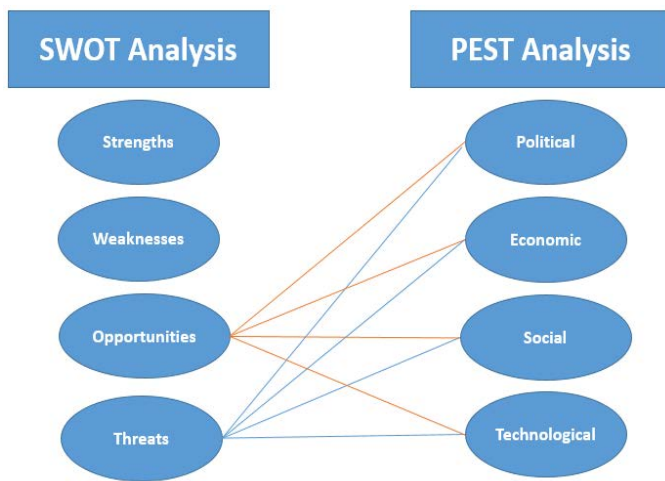 SWOT Analysis
PEST Analysis
Strengths
Political
Weaknesses
Economic
Opportunities
Social
Threats
Technological